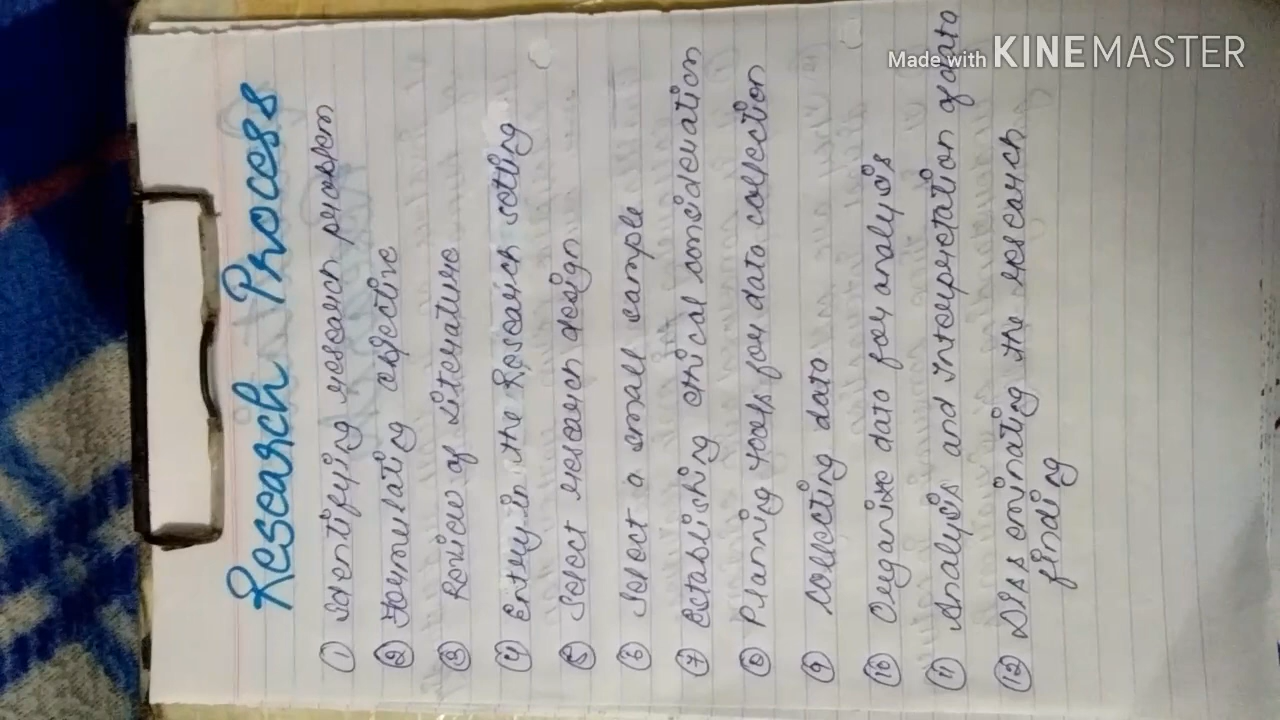 Research Process
① Identifying research problem
② Formulating objective
③ Review of Literature
④ Entry in the Research setting
⑤ Select research design
⑥ Select a small sample
⑦ Establishing ethical consideration
⑧ Planning tools for data collection
⑨ Collecting data
⑩ Organize data for analysis
⑪ Analysis and Interpretation of data
⑫ Disseminating the research
finding
Made with KINEMASTER